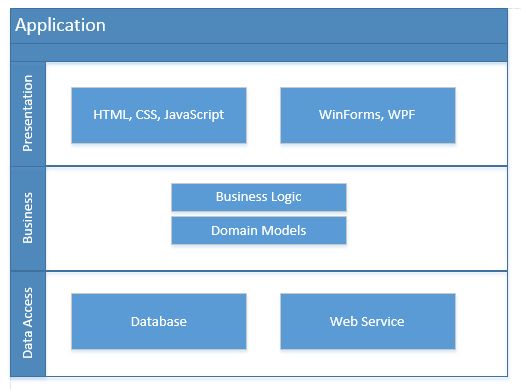 Application
Presentation
HTML, CSS, JavaScript
WinForms, WPF
Business
Business Logic
Domain Models
Data Access
Database
Web Service